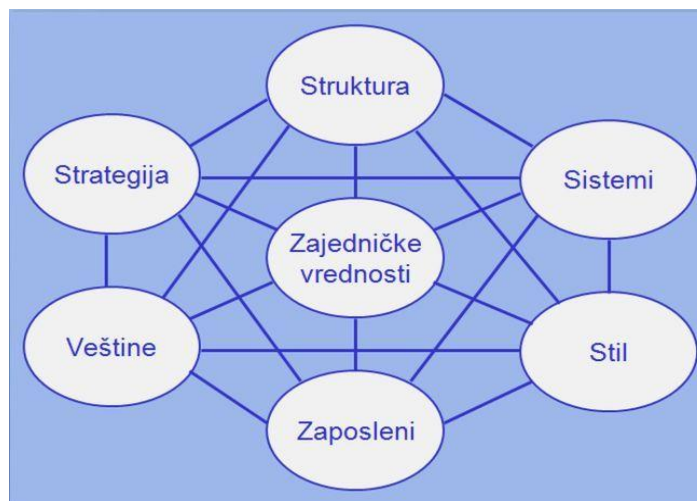 Struktura
Strategija
Sistemi
Zajedničke
vrednosti
Veštine
Stil
Zaposleni